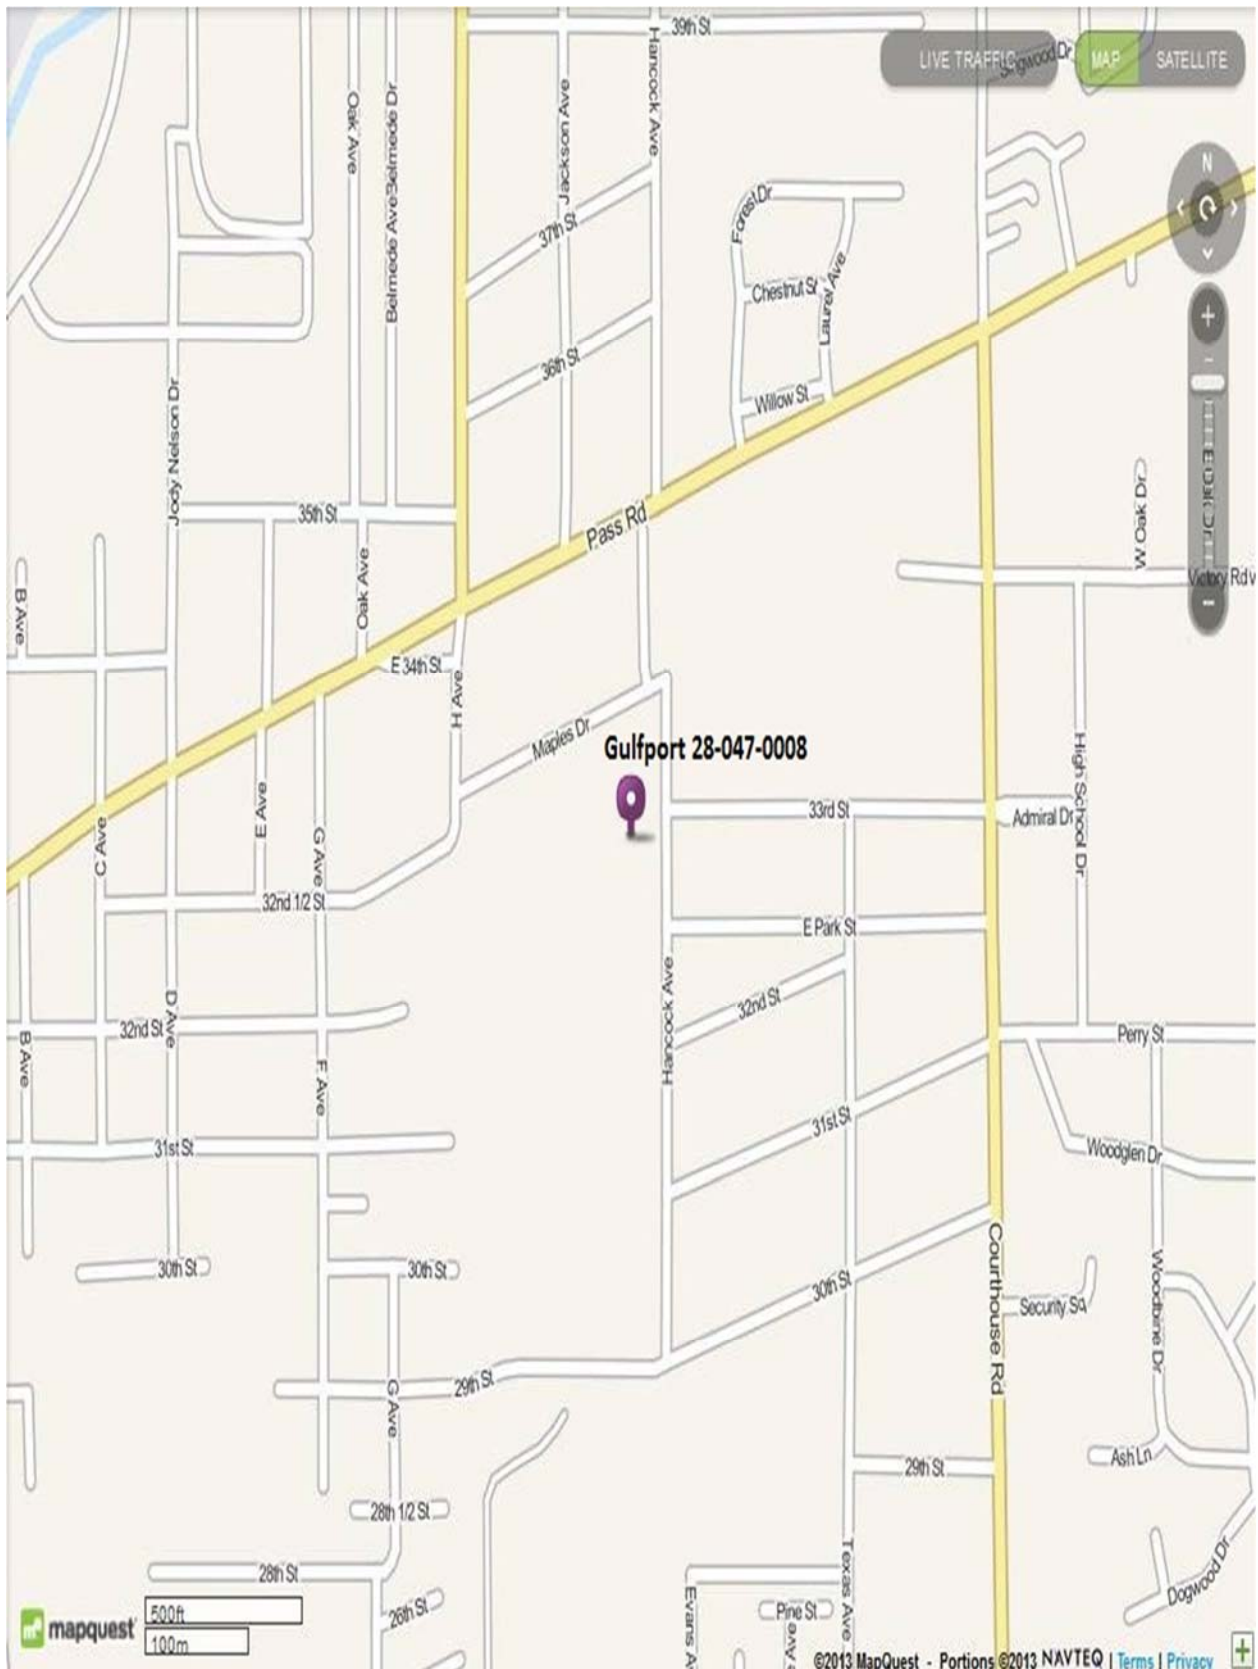 39th St
LIVE TRAFFIC
MAP
SATELLITE
Hancock Ave
Jackson Ave
Oak Ave
Belmede Dr
Belmede Ave
N
37th St
Forest Dr
Chestnut St
Laurel Ave
36th St
Willow St
Jody Nelson Dr
35th St
Pass Rd
W Oak Dr
E Oak Dr
Victory Rd
B Ave
Oak Ave
E 34th St
H Ave
Maples Dr
Gulfport 28-047-0008
High School Dr
33rd St
Admiral Dr
C Ave
E Ave
G Ave
32nd 1/2 St
E Park St
Hancock Ave
32nd St
32nd St
D Ave
B Ave
F Ave
Perry St
31st St
31st St
Woodglen Dr
30th St
30th St
30th St
Courthouse Rd
Security Sq
Woodbine Dr
29th St
G Ave
29th St
Ash Ln
28th 1/2 St
28th St
26th St
Texas Ave
Evans A
Pine St
Dogwood Dr
mapquest
500ft
100m
©2013 MapQuest - Portions ©2013 NAVTEQ | Terms | Privacy